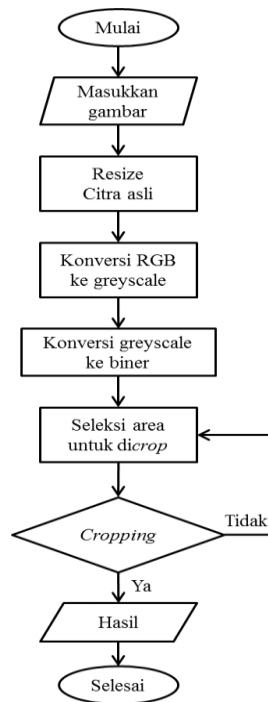 Mulai
Masukkan
gambar
Resize
Citra asli
Konversi RGB
ke greyscale
Konversi greyscale
ke biner
Seleksi area
untuk dicrop
Cropping
Tidak
Ya
Hasil
Selesai